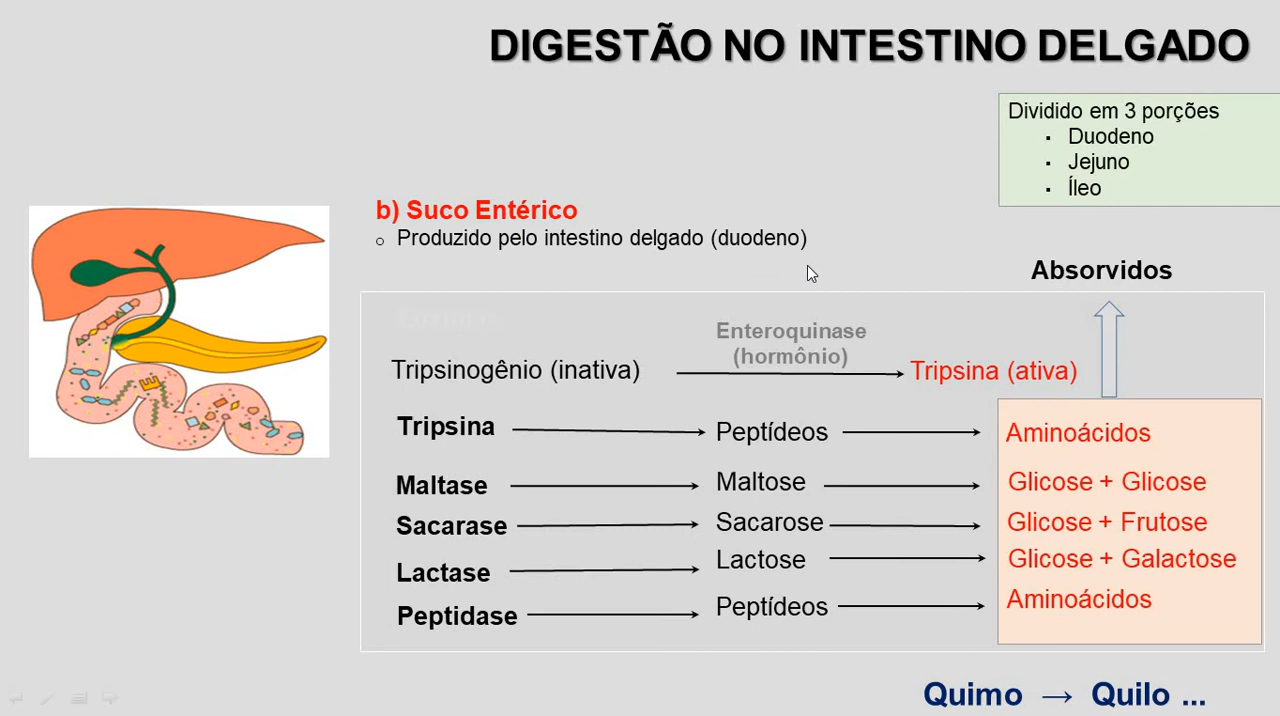 DIGESTÃO NO INTESTINO DELGADO
Dividido em 3 porções
▪ Duodeno
▪ Jejuno
▪ Íleo
b) Suco Entérico
o Produzido pelo intestino delgado (duodeno)
Absorvidos
Enteroquinase
(hormônio)
Tripsinogênio (inativa) → Tripsina (ativa)
Tripsina → Peptídeos → Aminoácidos
Maltase → Maltose → Glicose + Glicose
Sacarase → Sacarose → Glicose + Frutose
Lactase → Lactose → Glicose + Galactose
Peptidase → Peptídeos → Aminoácidos
Quimo → Quilo ...